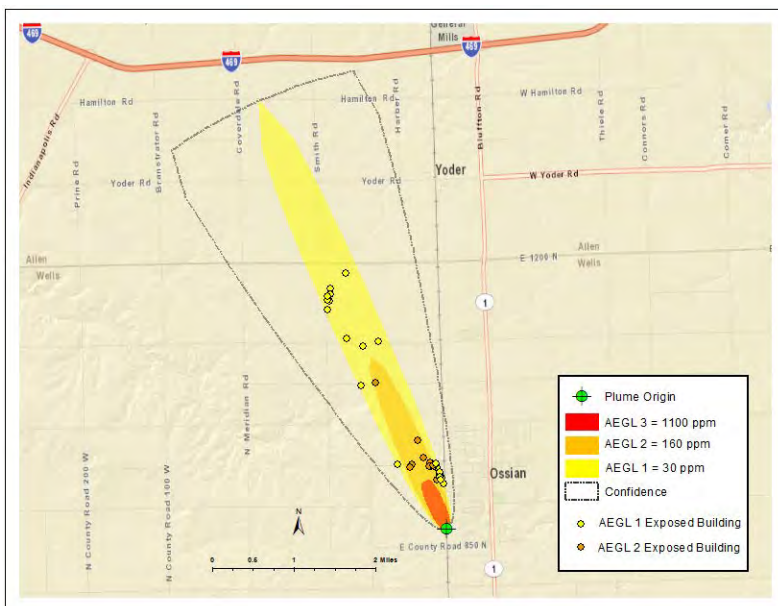 General
Mills
469
469
469
Hamilton Rd
Hamilton Rd
W Hamilton Rd
Indianapolis Rd
Prine Rd
Branstrator Rd
Coverdale Rd
Smith Rd
Harber Rd
Bluffton Rd
Thiele Rd
Connors Rd
Comer Rd
Yoder
Yoder Rd
Yoder Rd
W Yoder Rd
Allen
Wells
E 1200 N
Allen
Wells
1
N Meridian Rd
N County Road 200 W
N County Road 100 W
Ossian
E County Road 850 N
1
N
0
0.5
1
2 Miles
Plume Origin
AEGL 3 = 1100 ppm
AEGL 2 = 160 ppm
AEGL 1 = 30 ppm
Confidence
AEGL 1 Exposed Building
AEGL 2 Exposed Building